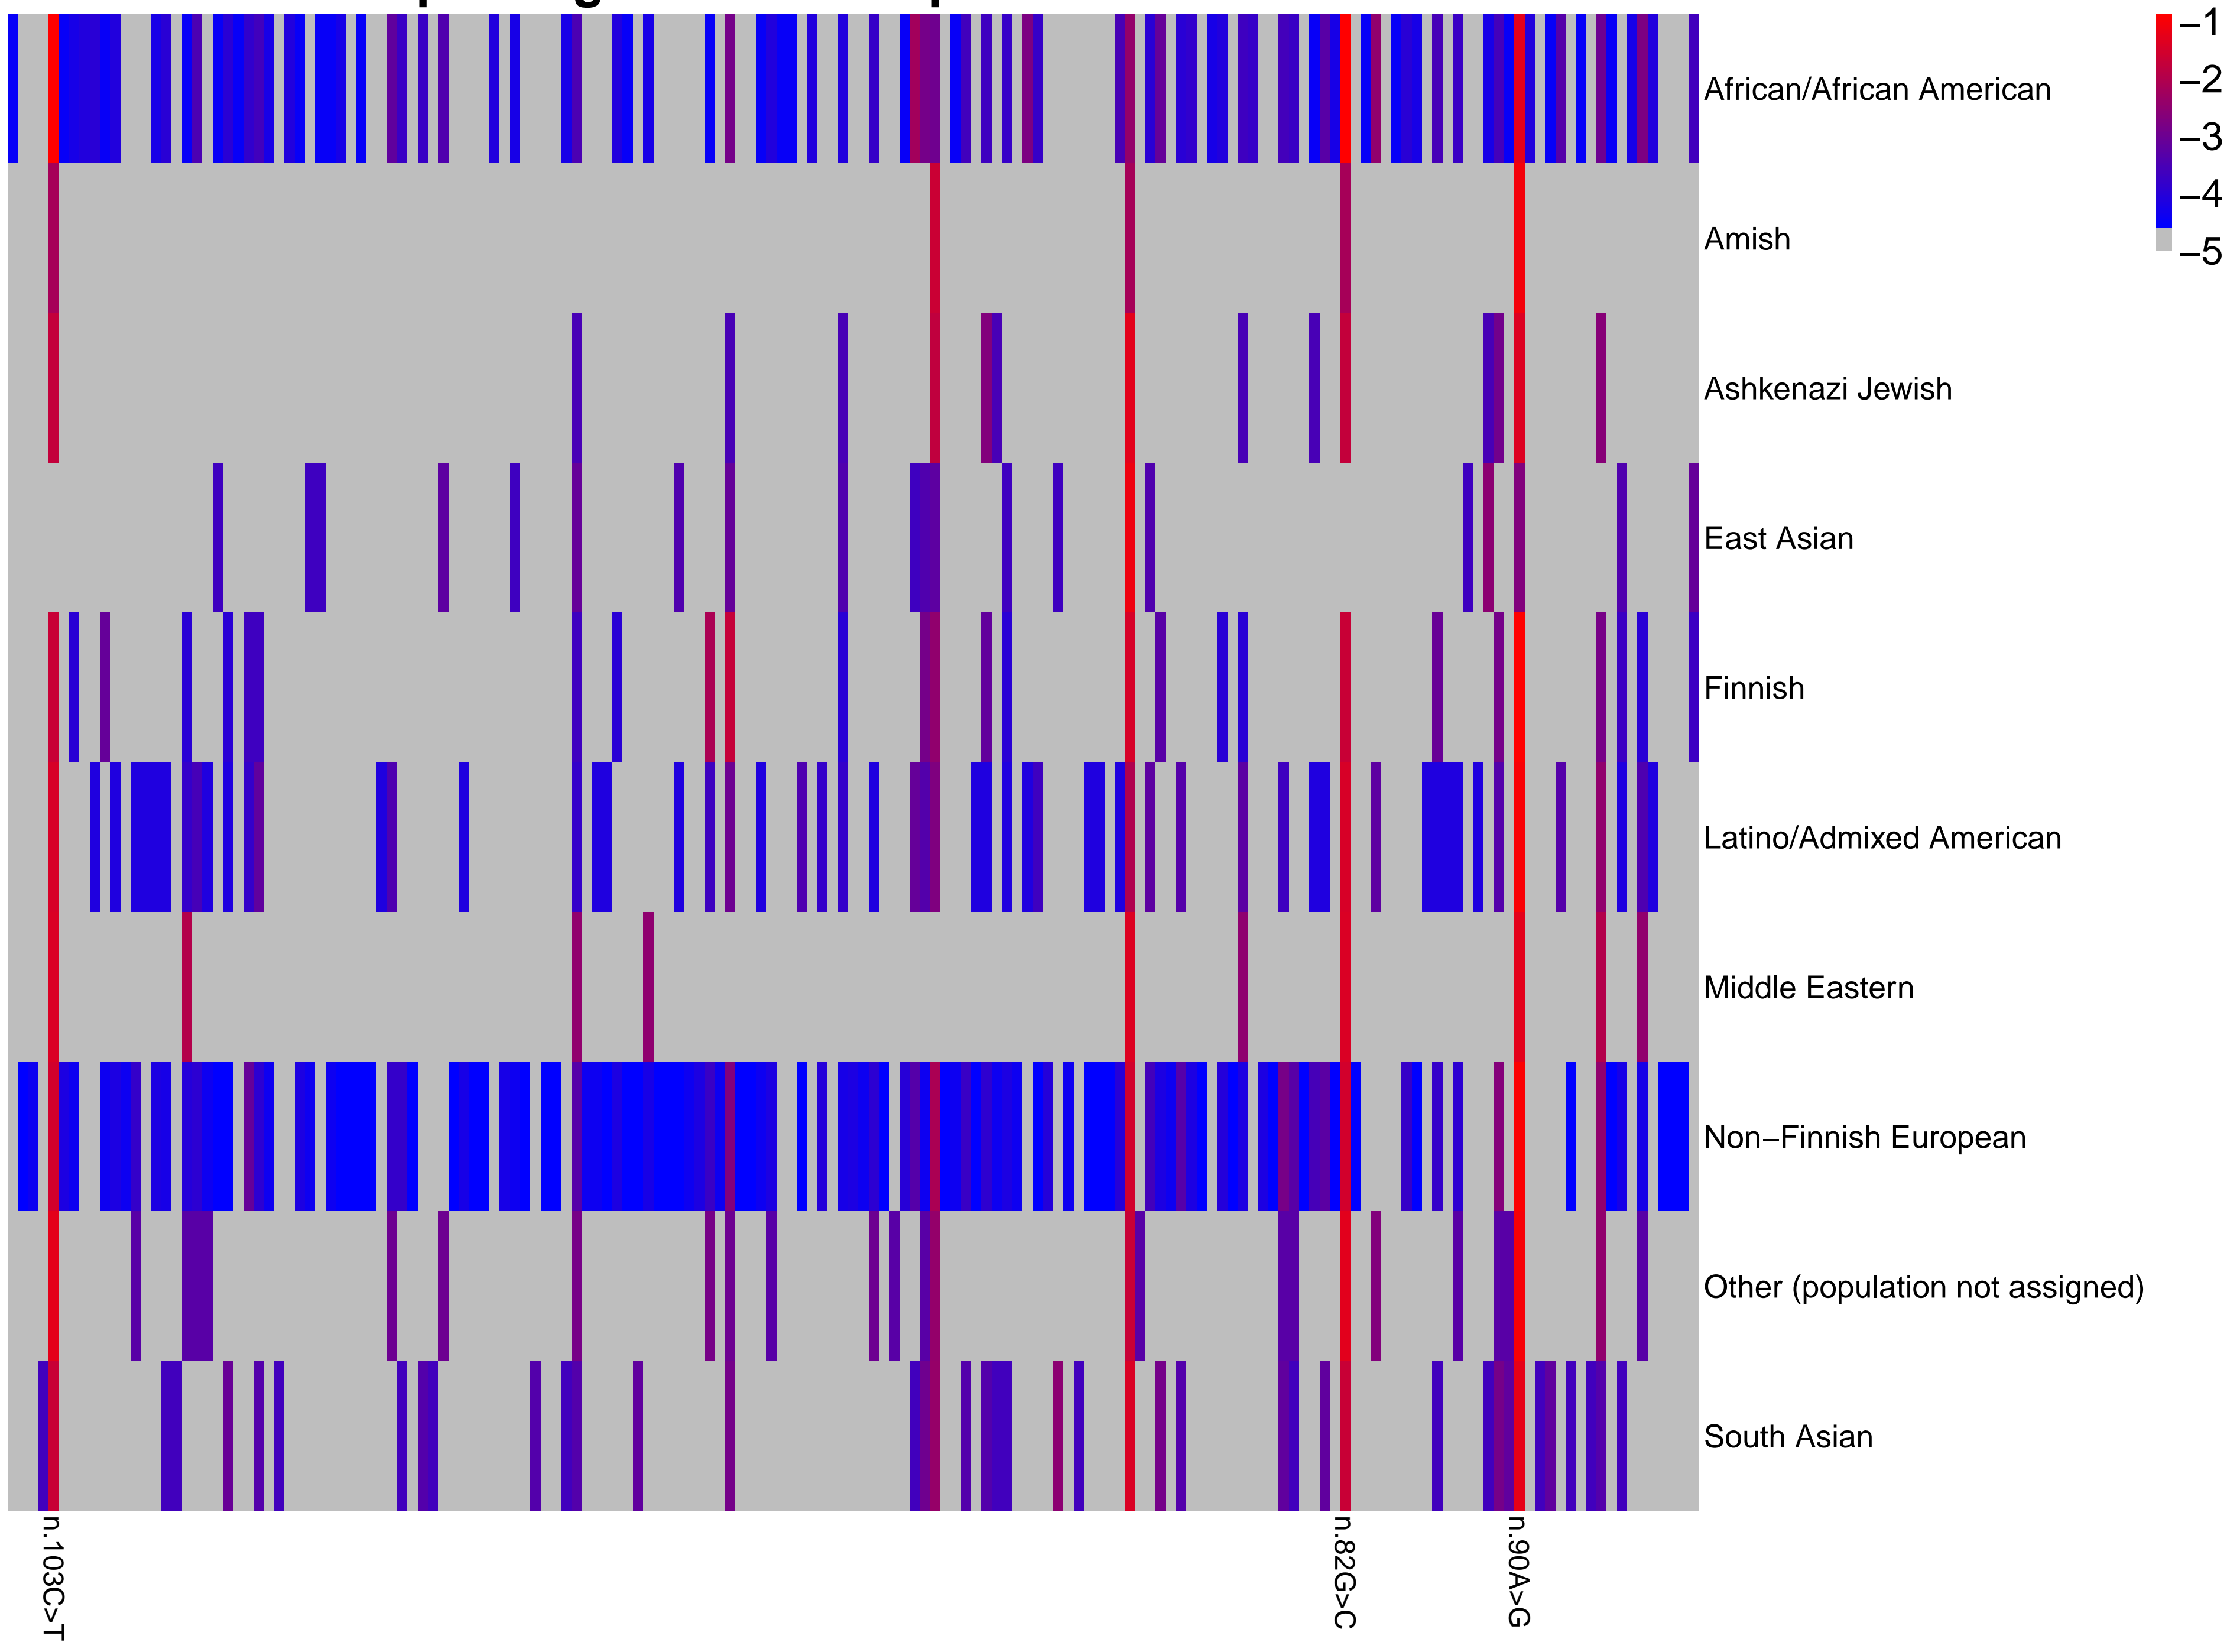 −1
−2
−3
−4
−5
African/African American
Amish
Ashkenazi Jewish
East Asian
Finnish
Latino/Admixed American
Middle Eastern
Non−Finnish European
Other (population not assigned)
South Asian
n.103C>T
n.82G>C
n.90A>G